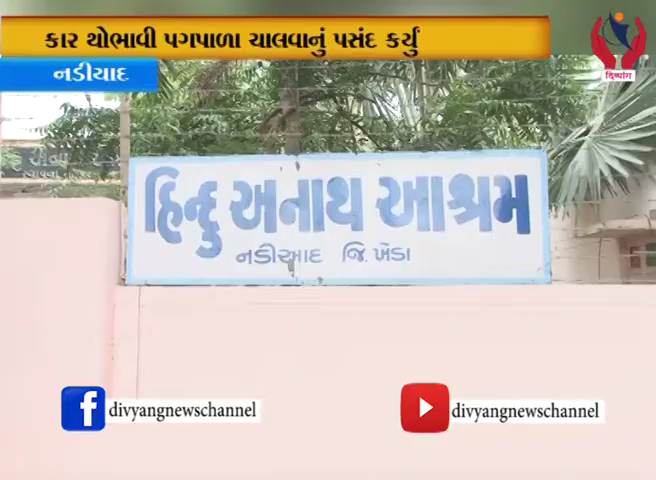 કાર થોભાવી પગપાળા ચાલવાનું પસંદ કર્યું
નડીયાદ
दिव्यांग
હિન્દુ અનાથ આશ્રમ
નડીઆદ જિ. ખેડા
divyangnewschannel
divyangnewschannel